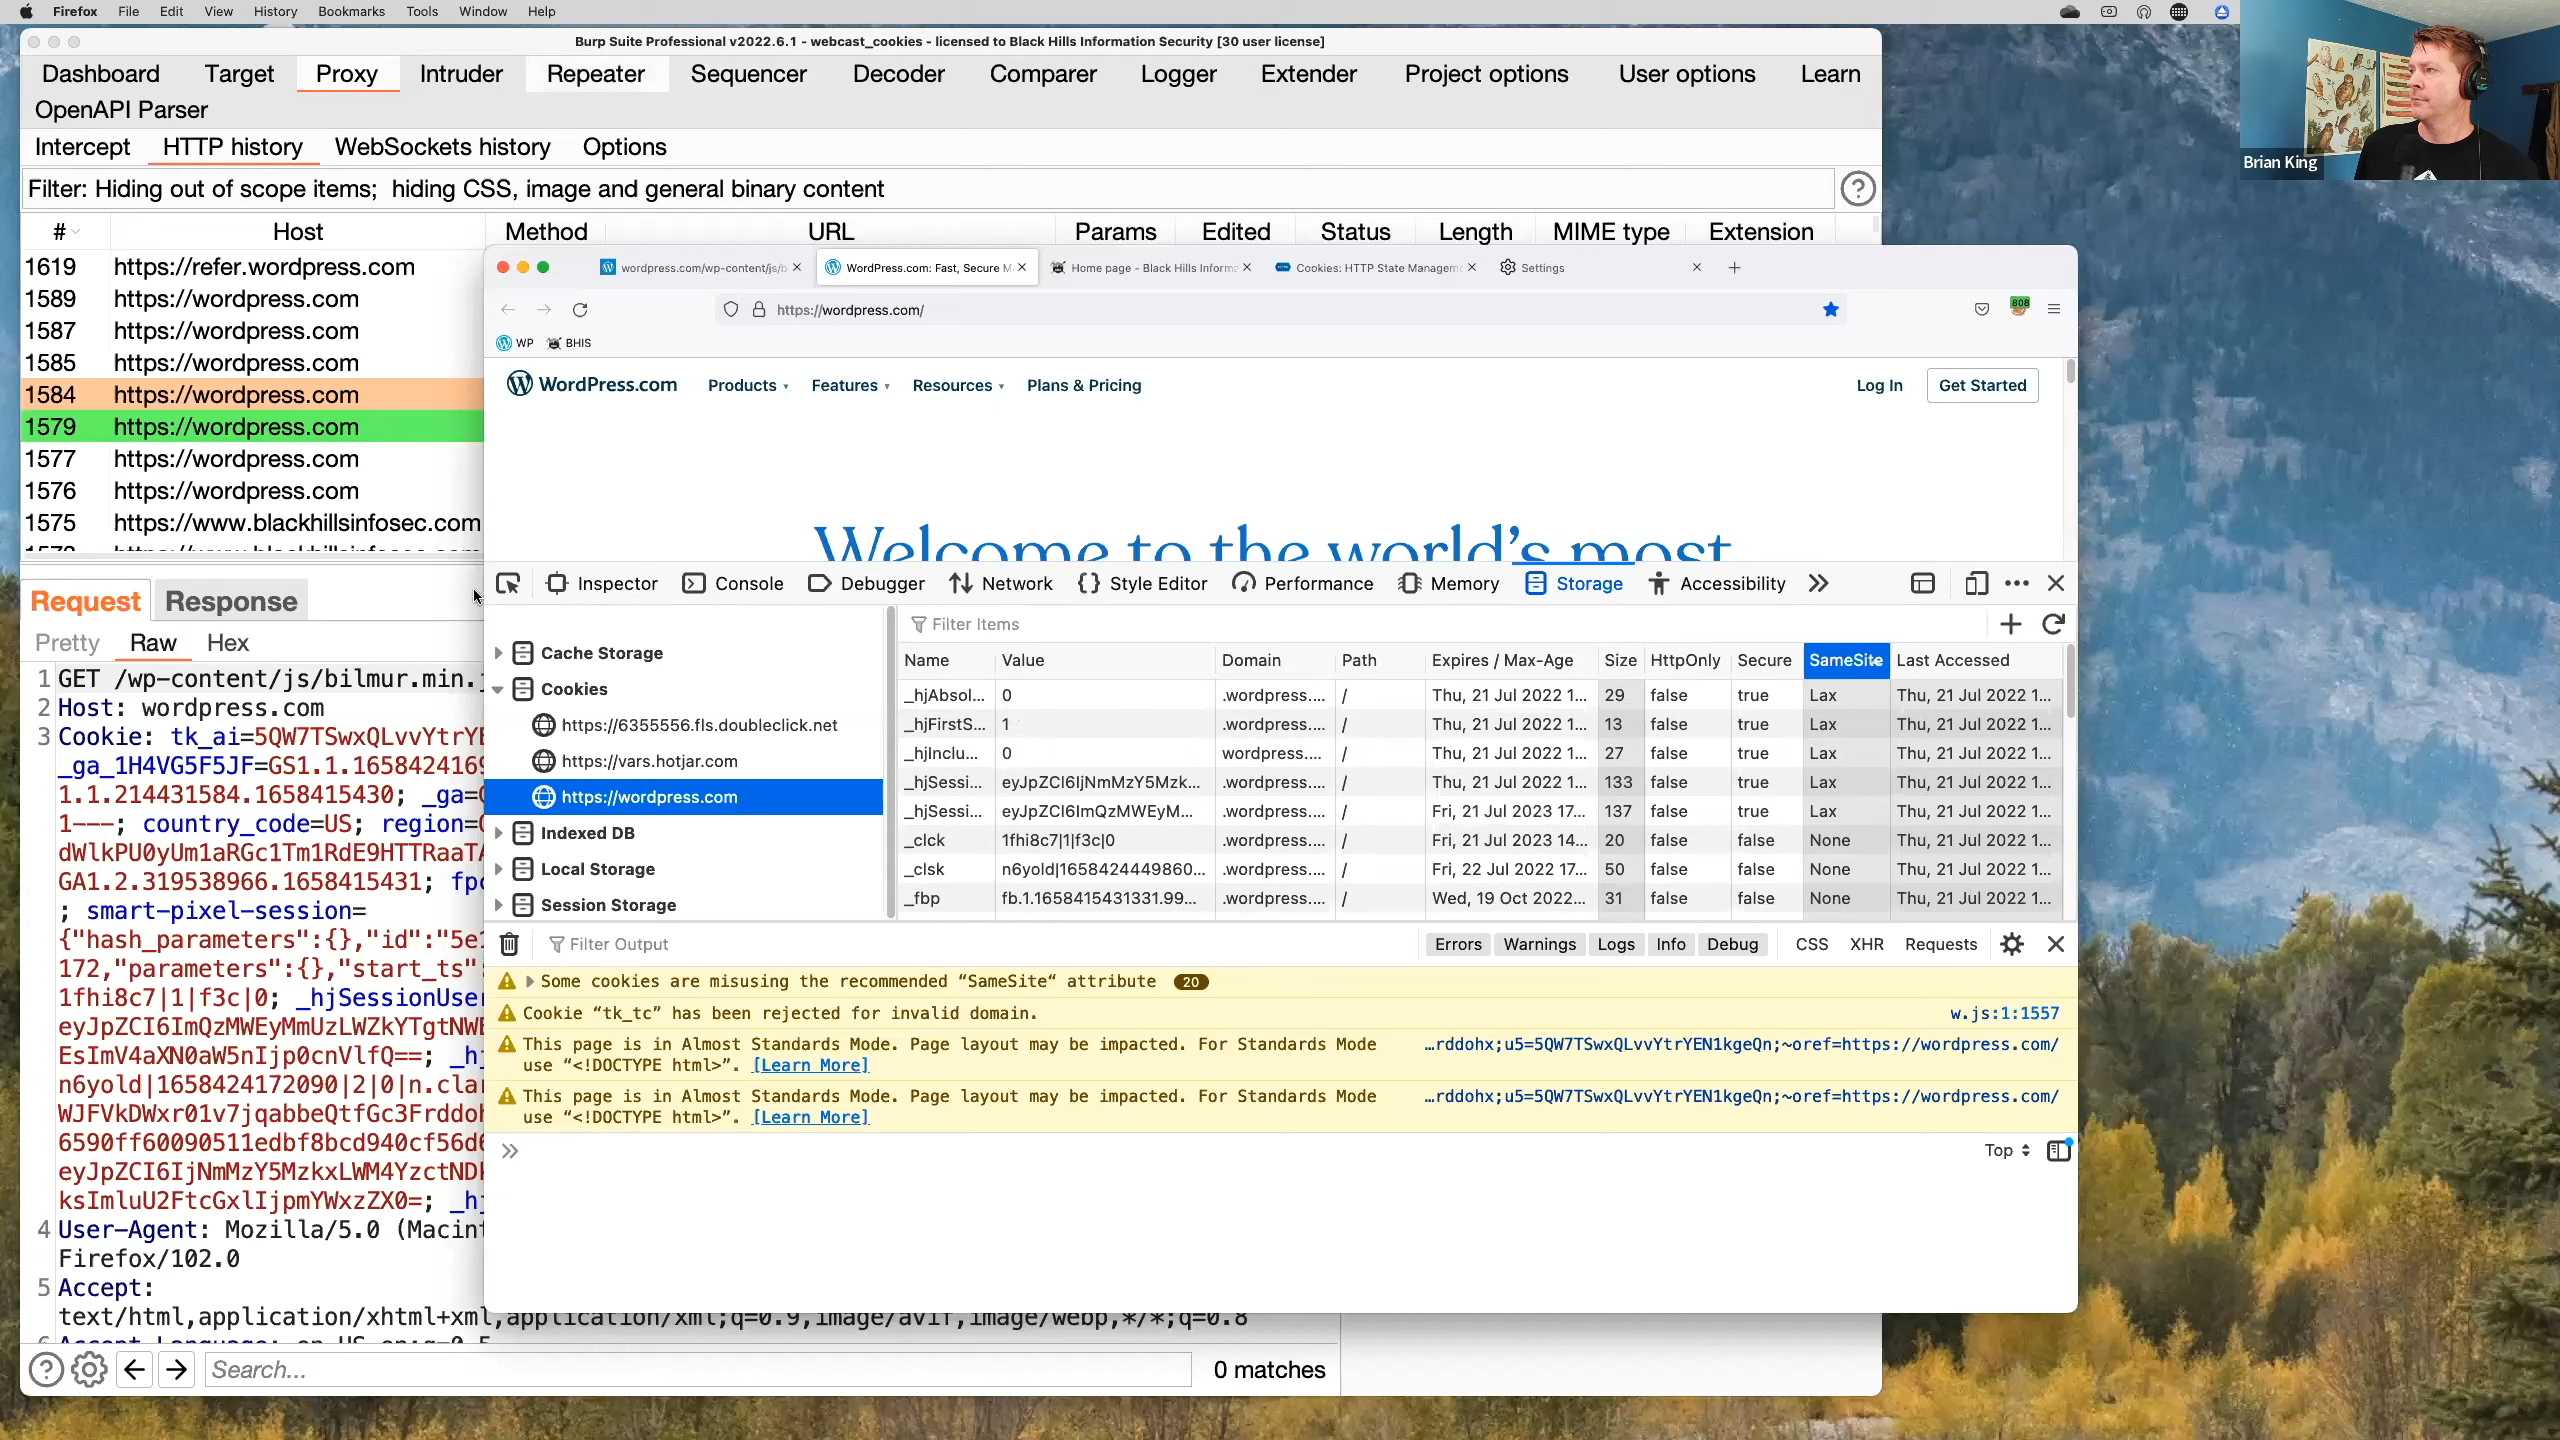 Firefox File Edit View History Bookmarks Tools Window Help
Burp Suite Professional v2022.6.1 - webcast_cookies - licensed to Black Hills Information Security [30 user license]
Dashboard Target Proxy Intruder Repeater Sequencer Decoder Comparer Logger Extender Project options User options Learn
OpenAPI Parser
Intercept HTTP history WebSockets history Options
Brian King
Filter: Hiding out of scope items; hiding CSS, image and general binary content
# Host Method URL Params Edited Status Length MIME type Extension
1619 https://refer.wordpress.com
1589 https://wordpress.com
1587 https://wordpress.com
1585 https://wordpress.com
1584 https://wordpress.com
1579 https://wordpress.com
1577 https://wordpress.com
1576 https://wordpress.com
1575 https://www.blackhillsinfosec.com
Request Response
Pretty Raw Hex
1 GET /wp-content/js/bilmur.min.j
2 Host: wordpress.com
3 Cookie: tk_ai=5QW7TSwxQLvvYtrYE
_ga_1H4VG5F5JF=GS1.1.1658424169
1.1.214431584.1658415430; _ga=
1---; country_code=US; region=
dWlkPU0yUm1aRGc1Tm1RdE9HTTRaaTA
GA1.2.319538966.1658415431; fpc
; smart-pixel-session=
{"hash_parameters":{},"id":"5e1
172,"parameters":{},"start_ts"
1fhi8c7|1|f3c|0; _hjSessionUser
eyJpZCI6ImQzMWEyMmUzLWZkYTgtNWE
EsImV4aXN0aW5nIjp0cnVlfQ==; _hj
n6yold|1658424172090|2|0|n.clar
WJFVkDWxr01v7jqabbeQtfGc3Frddoh
6590ff60090511edbf8bcd940cf56d6
eyJpZCI6IjNmMzY5MzkxLWM4YzctNDk
ksImluU2FtcGxlIjpmYWxzZX0=; _hj
4 User-Agent: Mozilla/5.0 (Macint
Firefox/102.0
5 Accept:
text/html,application/xhtml+xml,application/xml;q=0.9,image/avif,image/webp,*/*;q=0.8
Search... 0 matches
wordpress.com/wp-content/js/b WordPress.com: Fast, Secure M Home page - Black Hills Inform Cookies: HTTP State Managem Settings
https://wordpress.com/ 808
WP BHIS
WordPress.com Products Features Resources Plans & Pricing Log In Get Started
Welcome to the world's most
Inspector Console Debugger Network Style Editor Performance Memory Storage Accessibility
Cache Storage
Cookies
https://6355556.fls.doubleclick.net
https://vars.hotjar.com
https://wordpress.com
Indexed DB
Local Storage
Session Storage
Filter Items
Name Value Domain Path Expires / Max-Age Size HttpOnly Secure SameSite Last Accessed
_hjAbsol... 0 .wordpress.... / Thu, 21 Jul 2022 1... 29 false true Lax Thu, 21 Jul 2022 1...
_hjFirstS... 1 .wordpress.... / Thu, 21 Jul 2022 1... 13 false true Lax Thu, 21 Jul 2022 1...
_hjInclu... 0 wordpress.... / Thu, 21 Jul 2022 1... 27 false true Lax Thu, 21 Jul 2022 1...
_hjSessi... eyJpZCI6IjNmMzY5Mzk... .wordpress.... / Thu, 21 Jul 2022 1... 133 false true Lax Thu, 21 Jul 2022 1...
_hjSessi... eyJpZCI6ImQzMWEyM... .wordpress.... / Fri, 21 Jul 2023 17... 137 false true Lax Thu, 21 Jul 2022 1...
_clck 1fhi8c7|1|f3c|0 .wordpress.... / Fri, 21 Jul 2023 14... 20 false false None Thu, 21 Jul 2022 1...
_clsk n6yold|1658424449860... .wordpress.... / Fri, 22 Jul 2022 17... 50 false false None Thu, 21 Jul 2022 1...
_fbp fb.1.1658415431331.99... .wordpress.... / Wed, 19 Oct 2022... 31 false false None Thu, 21 Jul 2022 1...
Filter Output Errors Warnings Logs Info Debug CSS XHR Requests
Some cookies are misusing the recommended “SameSite“ attribute 20
Cookie “tk_tc” has been rejected for invalid domain. w.js:1:1557
This page is in Almost Standards Mode. Page layout may be impacted. For Standards Mode …rddohx;u5=5QW7TSwxQLvvYtrYEN1kgeQn;~oref=https://wordpress.com/
use “<!DOCTYPE html>”. [Learn More]
This page is in Almost Standards Mode. Page layout may be impacted. For Standards Mode …rddohx;u5=5QW7TSwxQLvvYtrYEN1kgeQn;~oref=https://wordpress.com/
use “<!DOCTYPE html>”. [Learn More]
Top